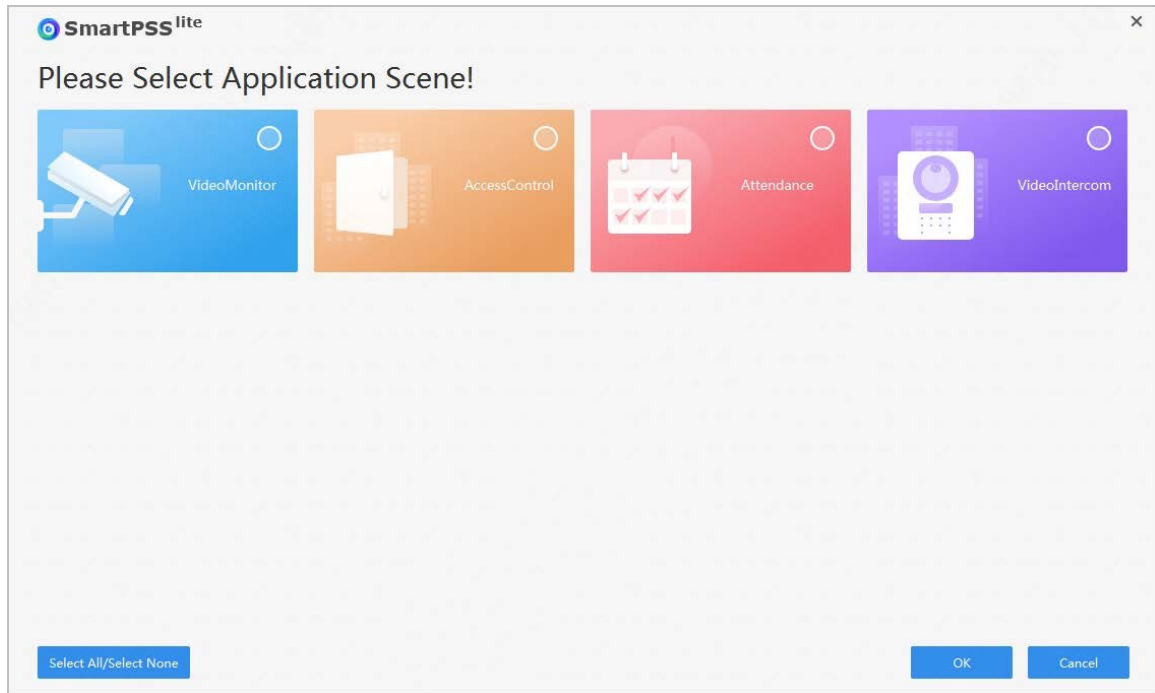 SmartPSS lite
Please Select Application Scene!
VideoMonitor
AccessControl
Attendance
VideoIntercom
Select All/Select None
OK
Cancel